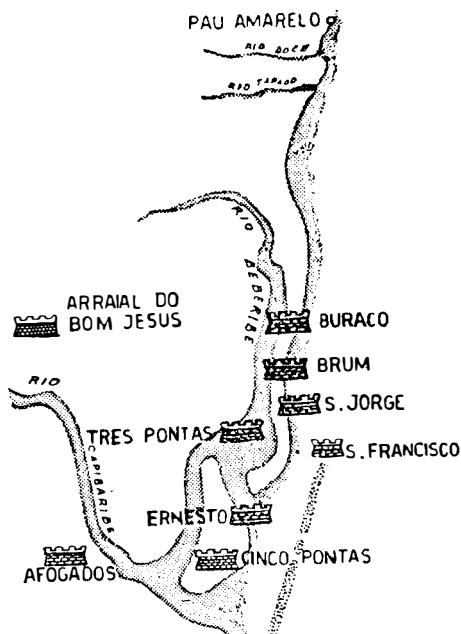 PAU AMARELO
RIO DOCE
RIO TAPADO
RIO
BEBERIBE
ARRAIAL DO
BOM JESUS
BURACO
BRUM
RIO
S. JORGE
TRES PONTAS
S. FRANCISCO
CAPIBARIBE
ERNESTO
CINCO PONTAS
AFOGADOS